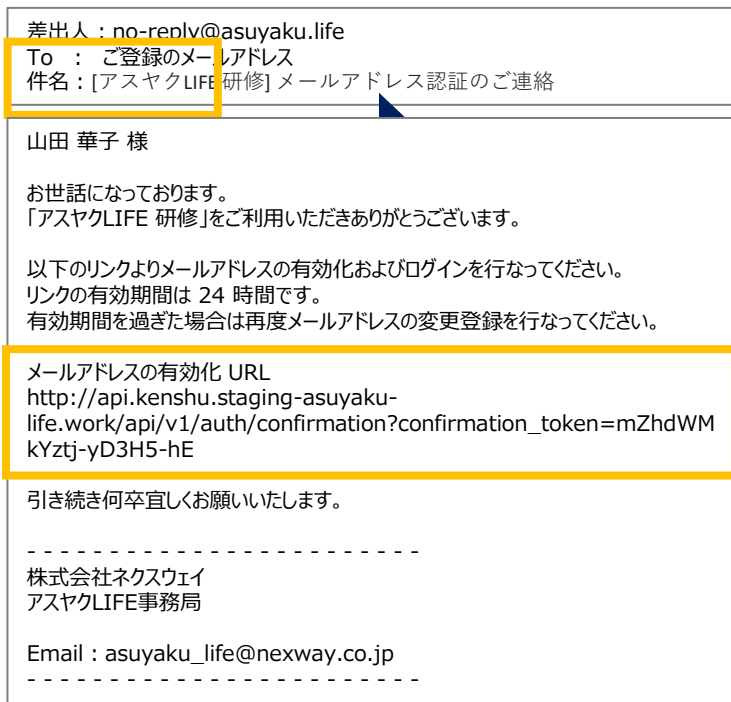 差出人：no-reply@asuyaku.life
To ： ご登録のメールアドレス
件名：[アスヤクLIFE研修] メールアドレス認証のご連絡
山田 華子 様
お世話になっております。
「アスヤクLIFE 研修」をご利用いただきありがとうございます。
以下のリンクよりメールアドレスの有効化およびログインを行なってください。
リンクの有効期間は 24 時間です。
有効期間を過ぎた場合は再度メールアドレスの変更登録を行なってください。
メールアドレスの有効化 URL
http://api.kenshu.staging-asuyaku-
life.work/api/v1/auth/confirmation?confirmation_token=mZhdWM
kYztj-yD3H5-hE
引き続き何卒宜しくお願いいたします。
- - - - - - - - - - - - - - - - - - - - - - - -
株式会社ネクスウェイ
アスヤクLIFE事務局
Email：asuyaku_life@nexway.co.jp
- - - - - - - - - - - - - - - - - - - - - - - -